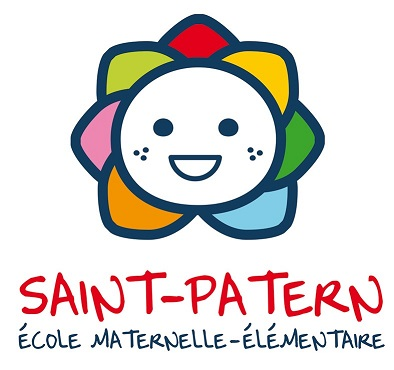 SAINT-PATERN
ÉCOLE MATERNELLE-ÉLÉMENTAIRE